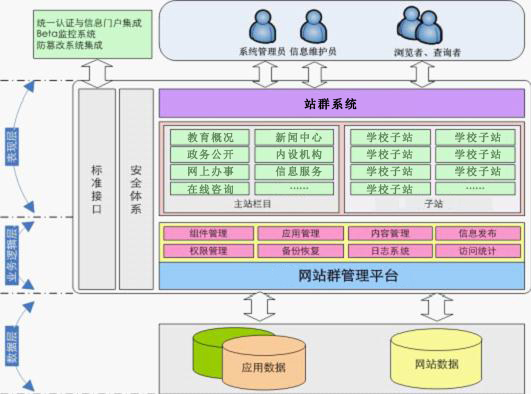 统一认证与信息门户集成
Beta监控系统
防篡改系统集成
系统管理员 信息维护员 浏览者、查询者
表现层
业务逻辑层
数据层
标准接口
安全体系
站群系统
教育概况 新闻中心 学校子站 学校子站
政务公开 内设机构 学校子站 学校子站
网上办事 信息服务 学校子站 学校子站
在线咨询 …… 学校子站 ……
主站栏目 子站
组件管理 应用管理 内容管理 信息发布
权限管理 备份恢复 日志系统 访问统计
网站群管理平台
应用数据 网站数据